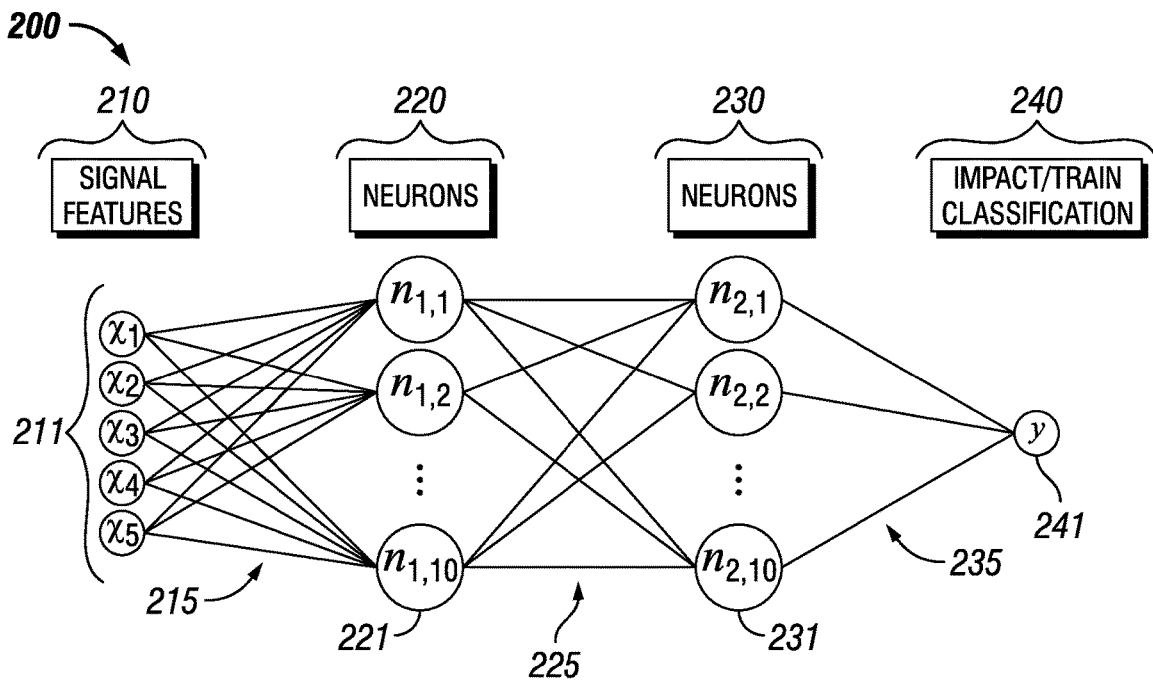 200
210 220 230 240
SIGNAL FEATURES NEURONS NEURONS IMPACT/TRAIN CLASSIFICATION
n1,1 n2,1
χ1
χ2
n1,2 n2,2
211 χ3 y
χ4
⋮ ⋮
241
χ5
n1,10 n2,10
235
215
221 225 231